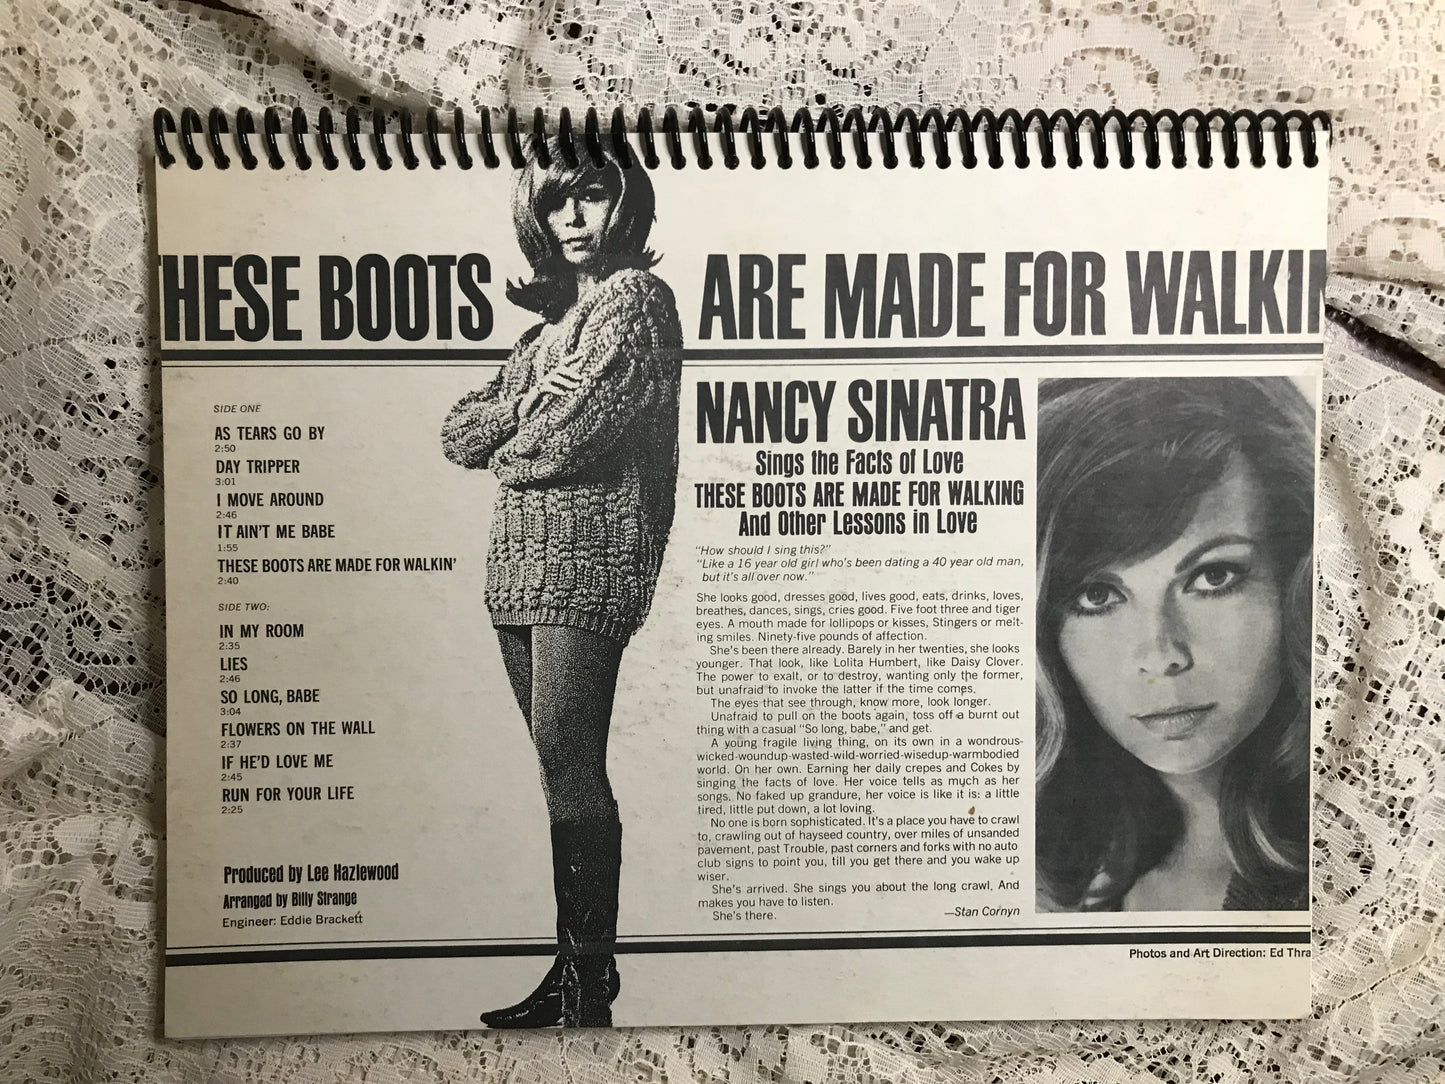 HESE BOOTS ARE MADE FOR WALKI
SIDE ONE
AS TEARS GO BY
2:50
DAY TRIPPER
3:01
I MOVE AROUND
2:46
IT AIN'T ME BABE
1:55
THESE BOOTS ARE MADE FOR WALKIN'
2:40
SIDE TWO:
IN MY ROOM
2:35
LIES
2:46
SO LONG, BABE
3:04
FLOWERS ON THE WALL
2:37
IF HE'D LOVE ME
2:45
RUN FOR YOUR LIFE
2:25
Produced by Lee Hazlewood
Arranged by Billy Strange
Engineer: Eddie Brackett
NANCY SINATRA
Sings the Facts of Love
THESE BOOTS ARE MADE FOR WALKING
And Other Lessons in Love
"How should I sing this?"
"Like a 16 year old girl who's been dating a 40 year old man,
but it's all over now."
She looks good, dresses good, lives good, eats, drinks, loves,
breathes, dances, sings, cries good. Five foot three and tiger
eyes. A mouth made for lollipops or kisses, Stingers or melt-
ing smiles. Ninety-five pounds of affection.
She's been there already. Barely in her twenties, she looks
younger. That look, like Lolita Humbert, like Daisy Clover.
The power to exalt, or to destroy, wanting only the former,
but unafraid to invoke the latter if the time comes.
The eyes that see through, know more, look longer.
Unafraid to pull on the boots again, toss off a burnt out
thing with a casual "So long, babe," and get.
A young fragile living thing, on its own in a wondrous-
wicked-woundup-wasted-wild-worried-wisedup-warmbodied
world. On her own. Earning her daily crepes and Cokes by
singing the facts of love. Her voice tells as much as her
songs. No faked up grandure, her voice is like it is: a little
tired, little put down, a lot loving.
No one is born sophisticated. It's a place you have to crawl
to, crawling out of hayseed country, over miles of unsanded
pavement, past Trouble, past corners and forks with no auto
club signs to point you, till you get there and you wake up
wiser.
She's arrived. She sings you about the long crawl. And
makes you have to listen.
She's there.
—Stan Cornyn
Photos and Art Direction: Ed Thra